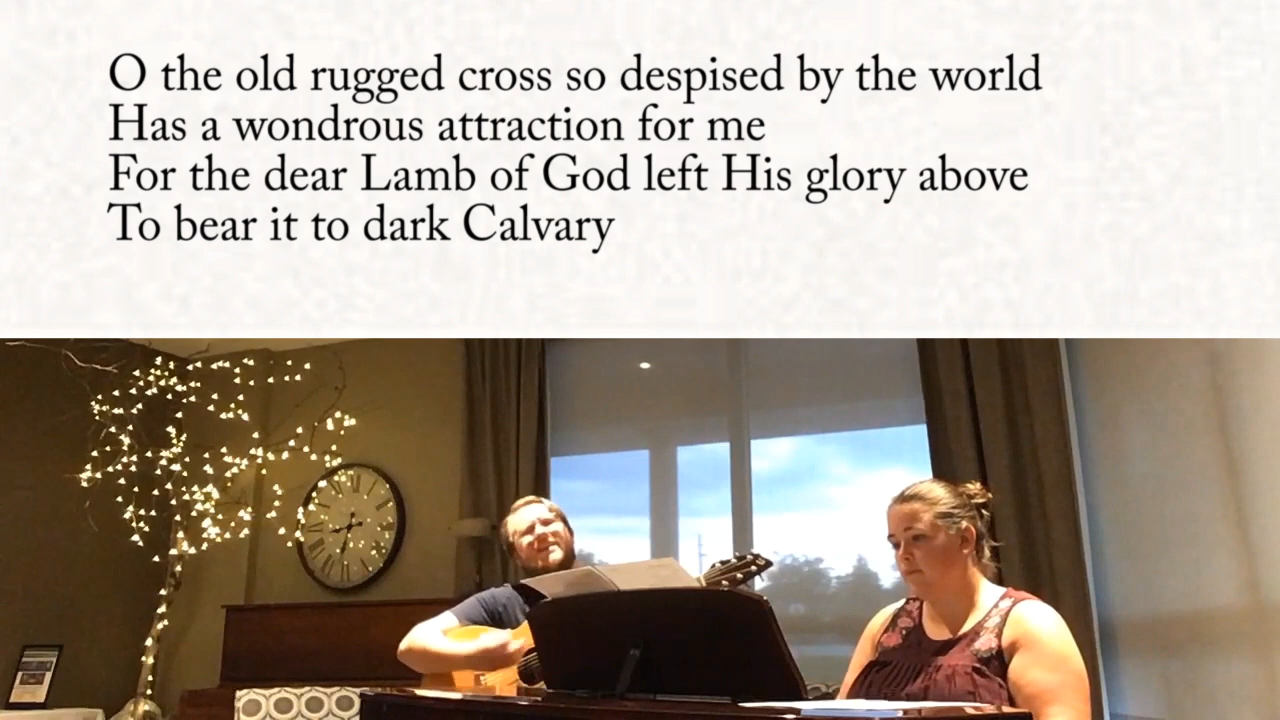 O the old rugged cross so despised by the world
Has a wondrous attraction for me
For the dear Lamb of God left His glory above
To bear it to dark Calvary